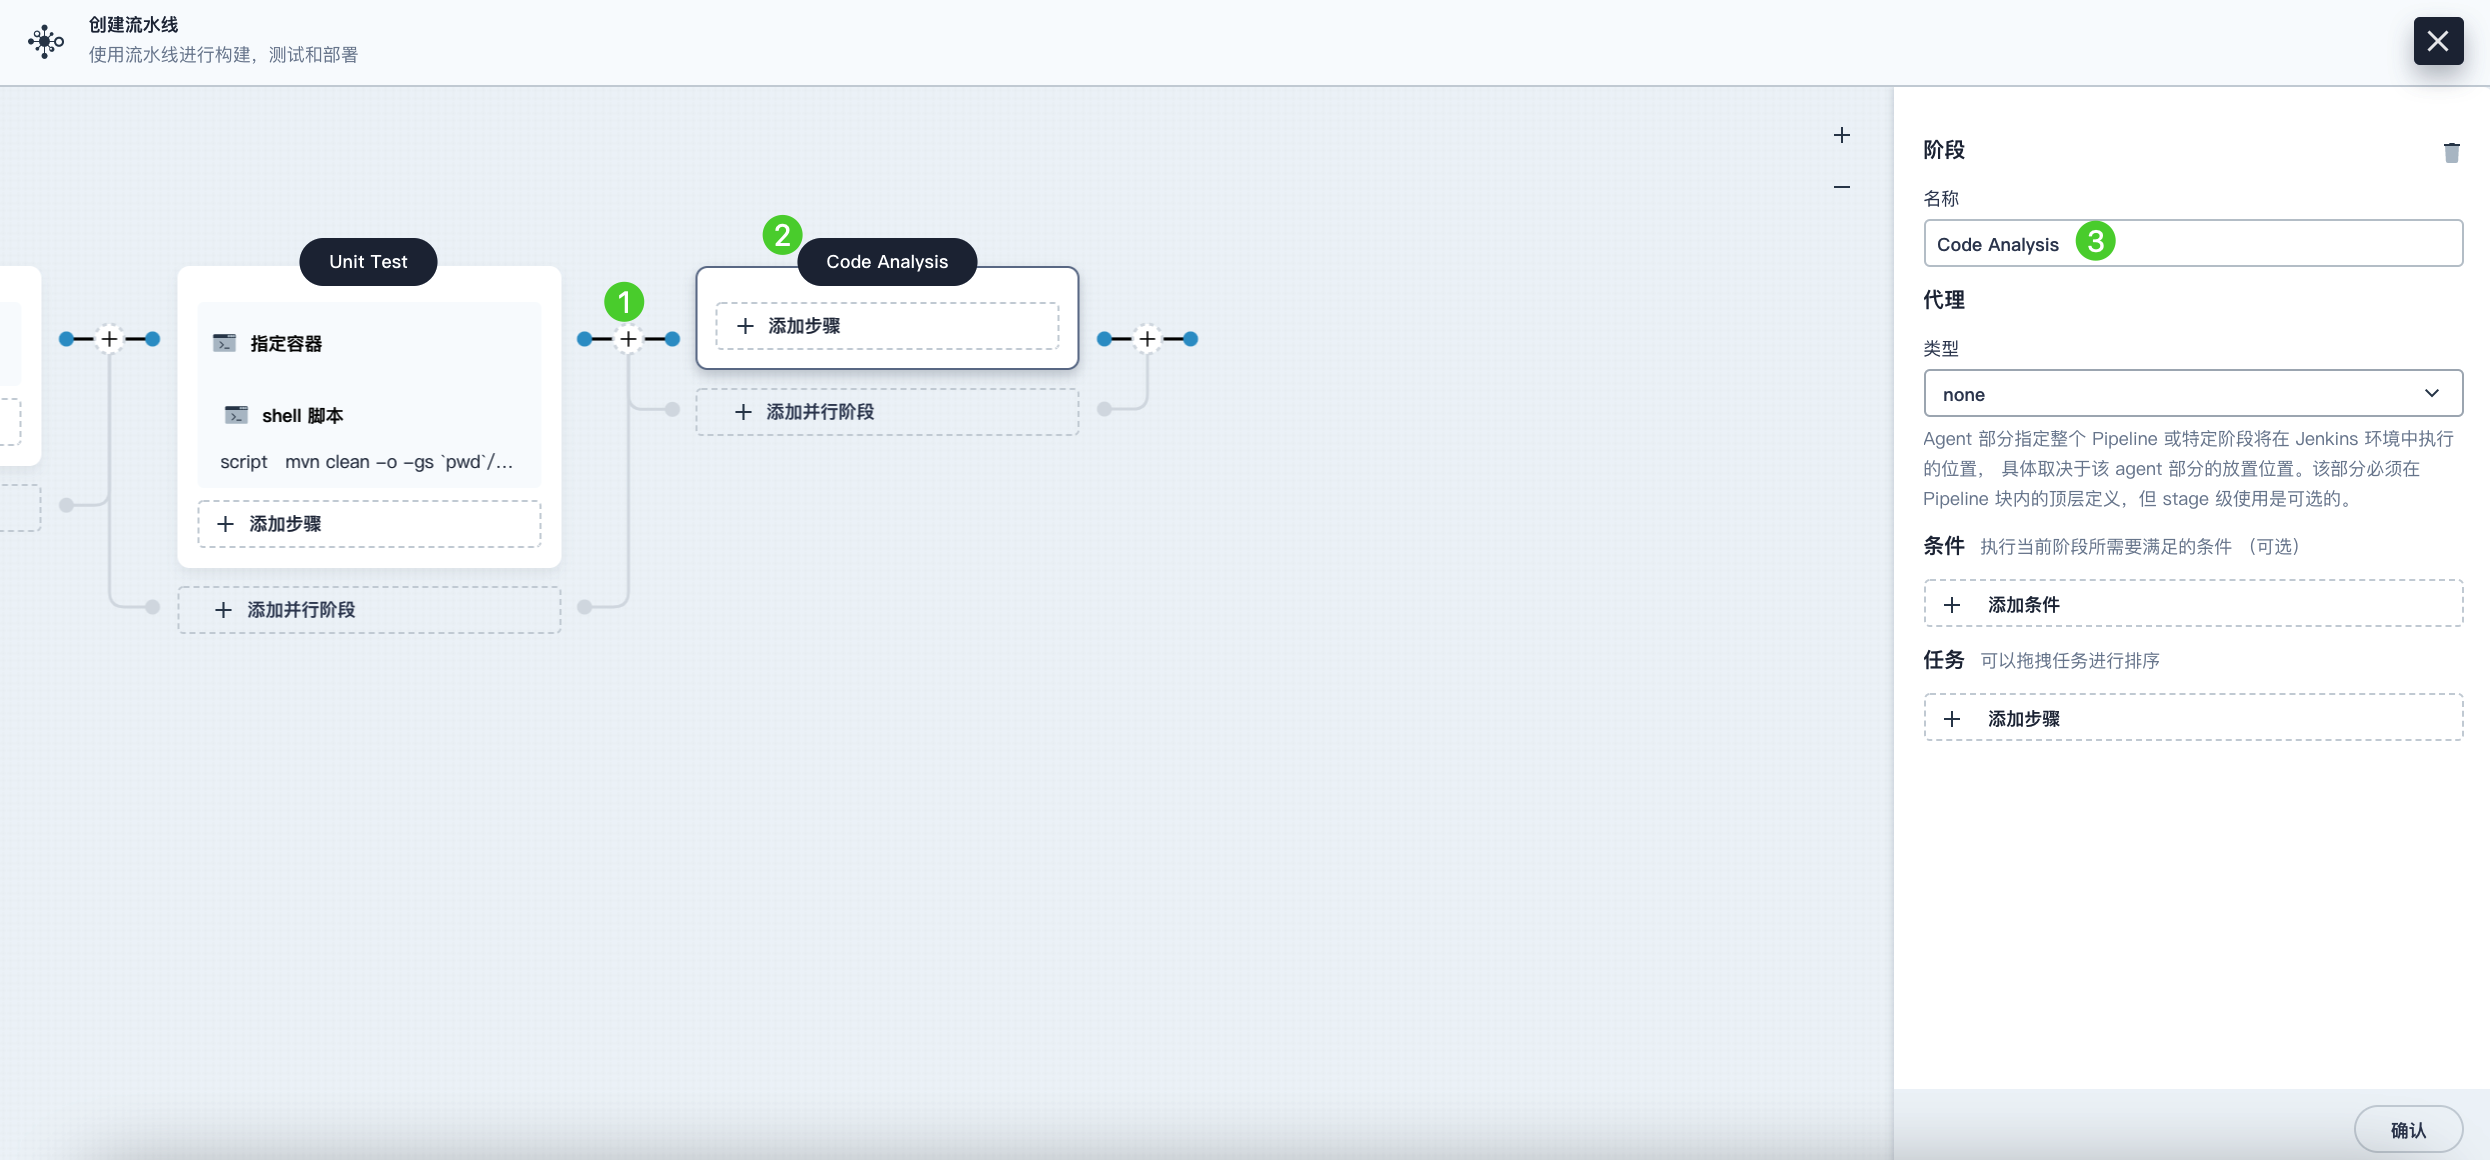 创建流水线
使用流水线进行构建，测试和部署
Unit Test
指定容器
shell 脚本
script mvn clean -o -gs `pwd`/...
添加步骤
添加并行阶段
1
2
Code Analysis
添加步骤
添加并行阶段
阶段
名称
Code Analysis
3
代理
类型
none
Agent 部分指定整个 Pipeline 或特定阶段将在 Jenkins 环境中执行
的位置， 具体取决于该 agent 部分的放置位置。该部分必须在
Pipeline 块内的顶层定义，但 stage 级使用是可选的。
条件 执行当前阶段所需要满足的条件 （可选）
添加条件
任务 可以拖拽任务进行排序
添加步骤
确认